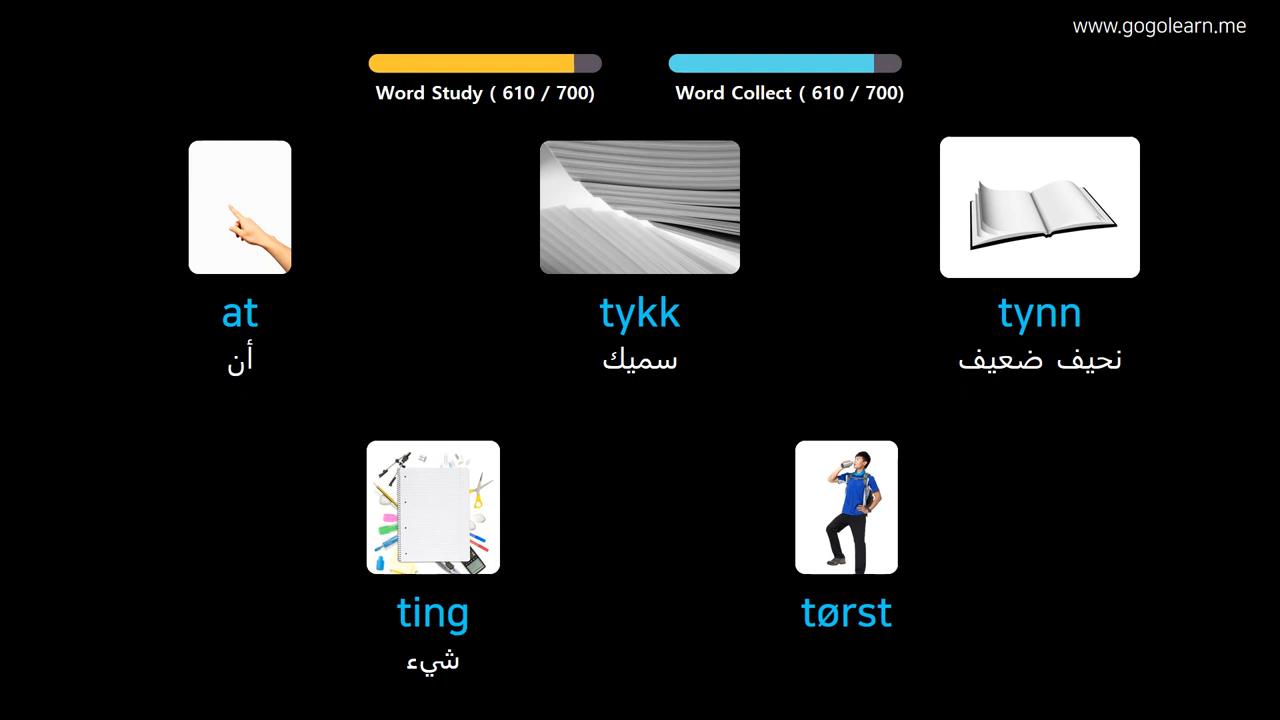 www.gogolearn.me
Word Study ( 610 / 700)
Word Collect ( 610 / 700)
at
أن
tykk
سميك
tynn
نحيف ضعيف
ting
شيء
tørst